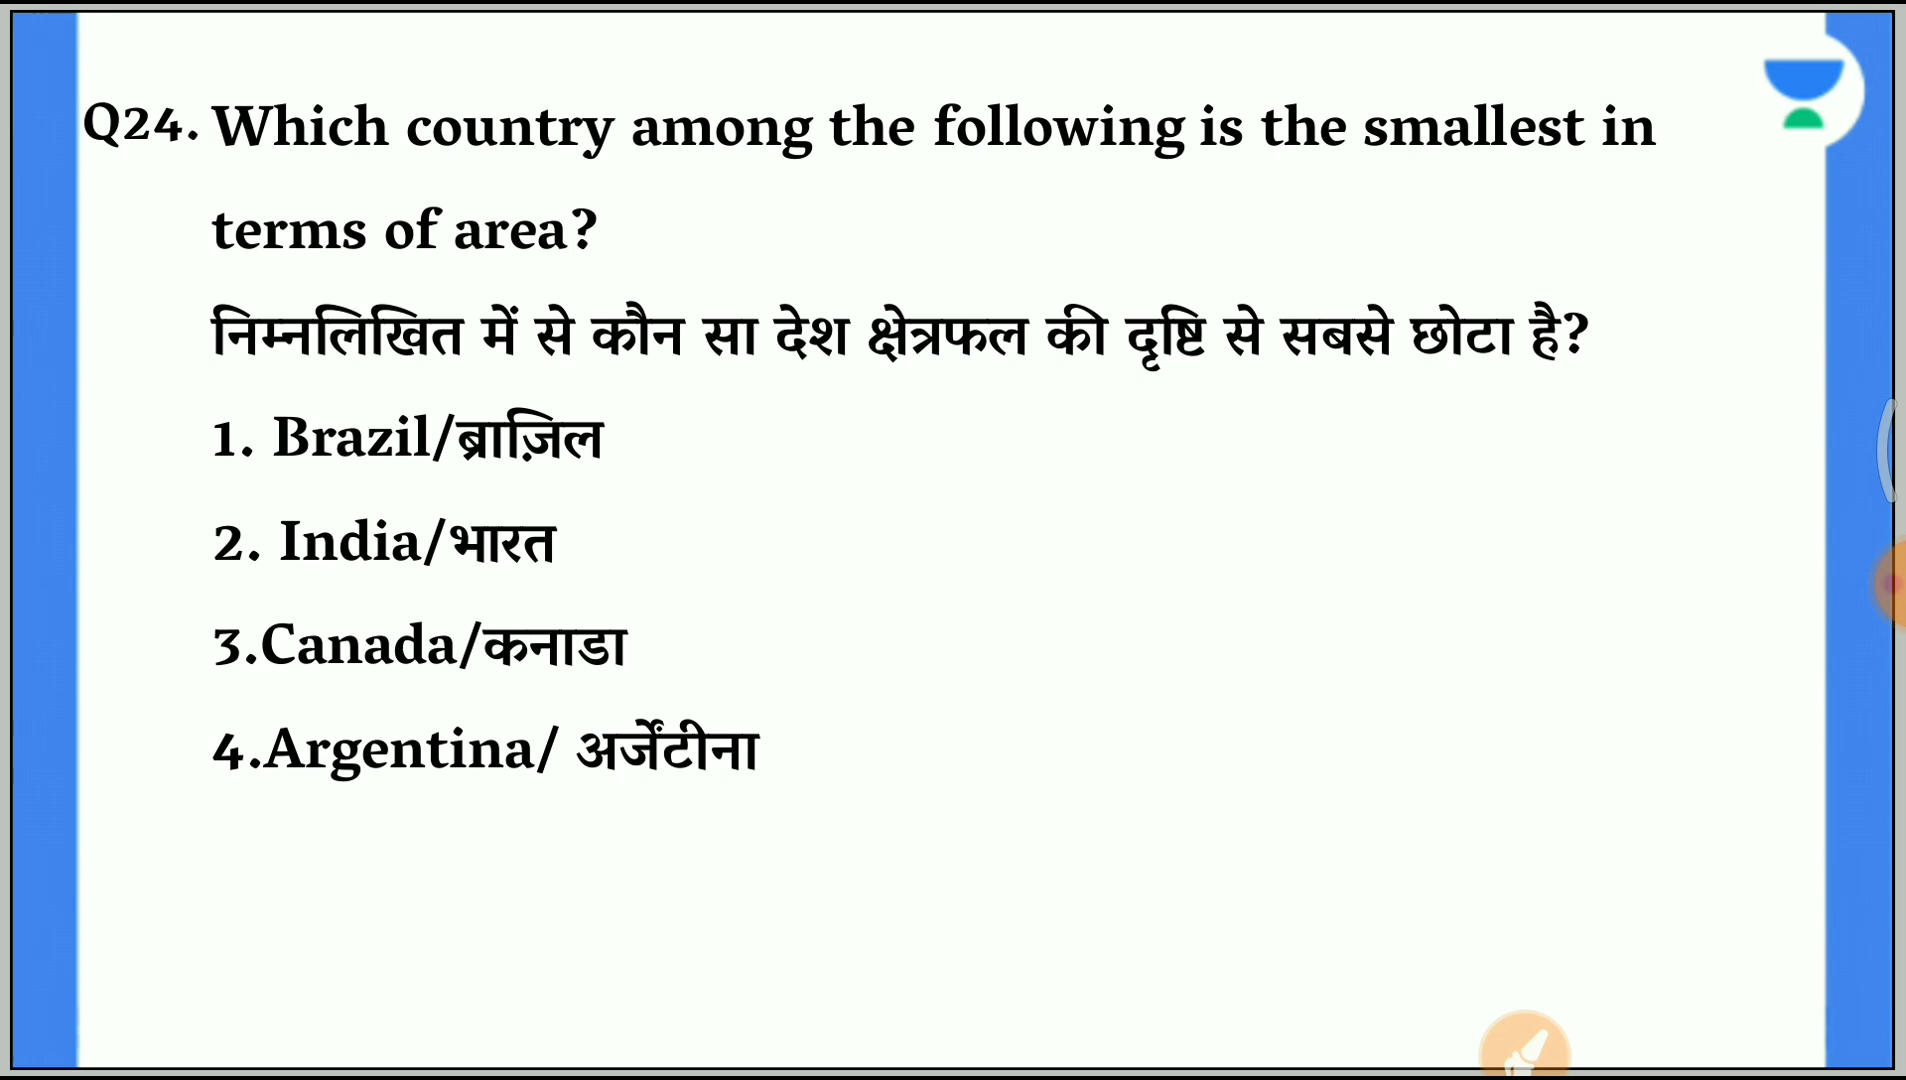 Q24. Which country among the following is the smallest in
terms of area?
निम्नलिखित में से कौन सा देश क्षेत्रफल की दृष्टि से सबसे छोटा है?
1. Brazil/ब्राज़िल
2. India/भारत
3.Canada/कनाडा
4.Argentina/ अर्जेंटीना